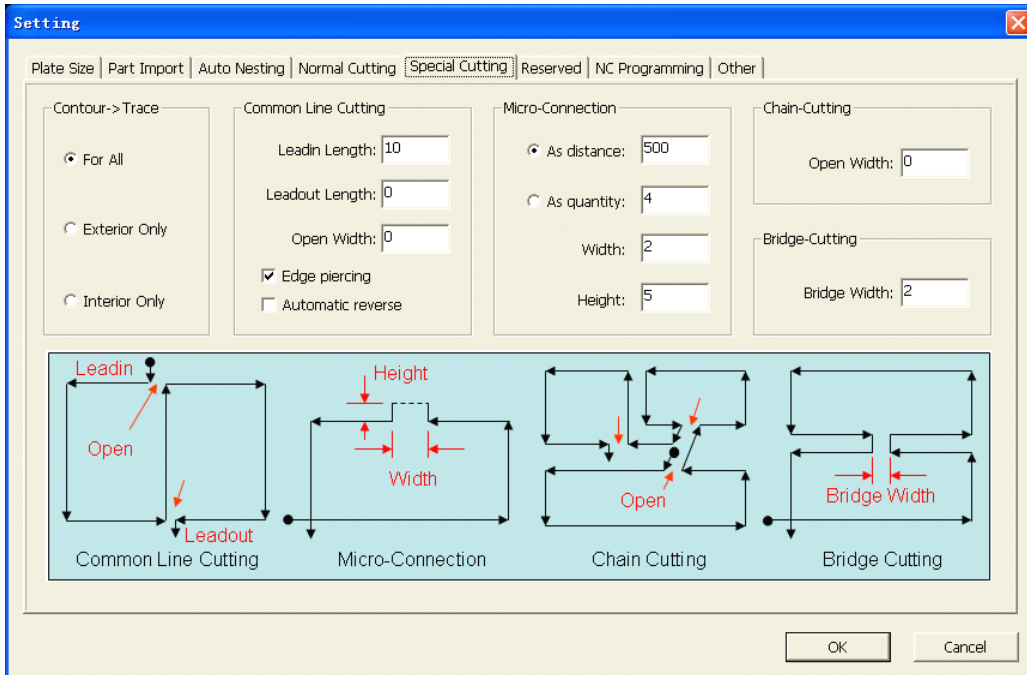 Setting
Plate Size Part Import Auto Nesting Normal Cutting Special Cutting Reserved NC Programming Other
Contour->Trace
For All
Exterior Only
Interior Only
Common Line Cutting
Leadin Length: 10
Leadout Length: 0
Open Width: 0
Edge piercing
Automatic reverse
Micro-Connection
As distance: 500
As quantity: 4
Width: 2
Height: 5
Chain-Cutting
Open Width: 0
Bridge-Cutting
Bridge Width: 2
Leadin
Open
Leadout
Common Line Cutting
Height
Width
Micro-Connection
Open
Chain Cutting
Bridge Width
Bridge Cutting
OK Cancel